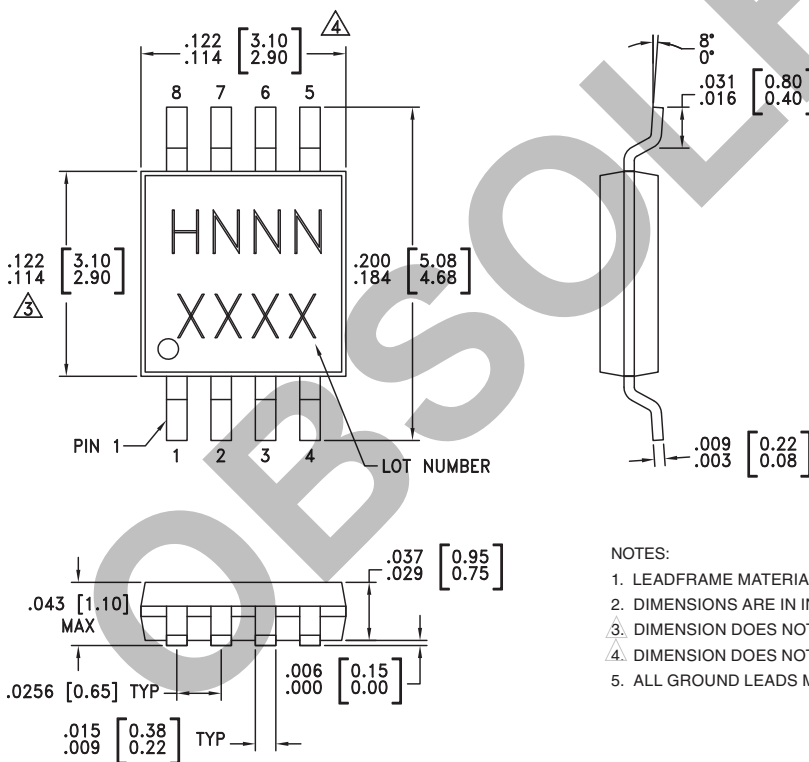 .122 [3.10]
.114 [2.90]
4
8 7 6 5
HNNN
XXXX
.122 [3.10]
.114 [2.90]
3
.200 [5.08]
.184 [4.68]
PIN 1
1 2 3 4
LOT NUMBER
8°
0°
.031 [0.80]
.016 [0.40]
.009 [0.22]
.003 [0.08]
.037 [0.95]
.029 [0.75]
.043 [1.10]
MAX
.0256 [0.65] TYP
.006 [0.15]
.000 [0.00]
.015 [0.38]
.009 [0.22]
TYP
NOTES:
1. LEADFRAME MATERIA
2. DIMENSIONS ARE IN IN
3. DIMENSION DOES NOT
4. DIMENSION DOES NOT
5. ALL GROUND LEADS M
OBSOLE